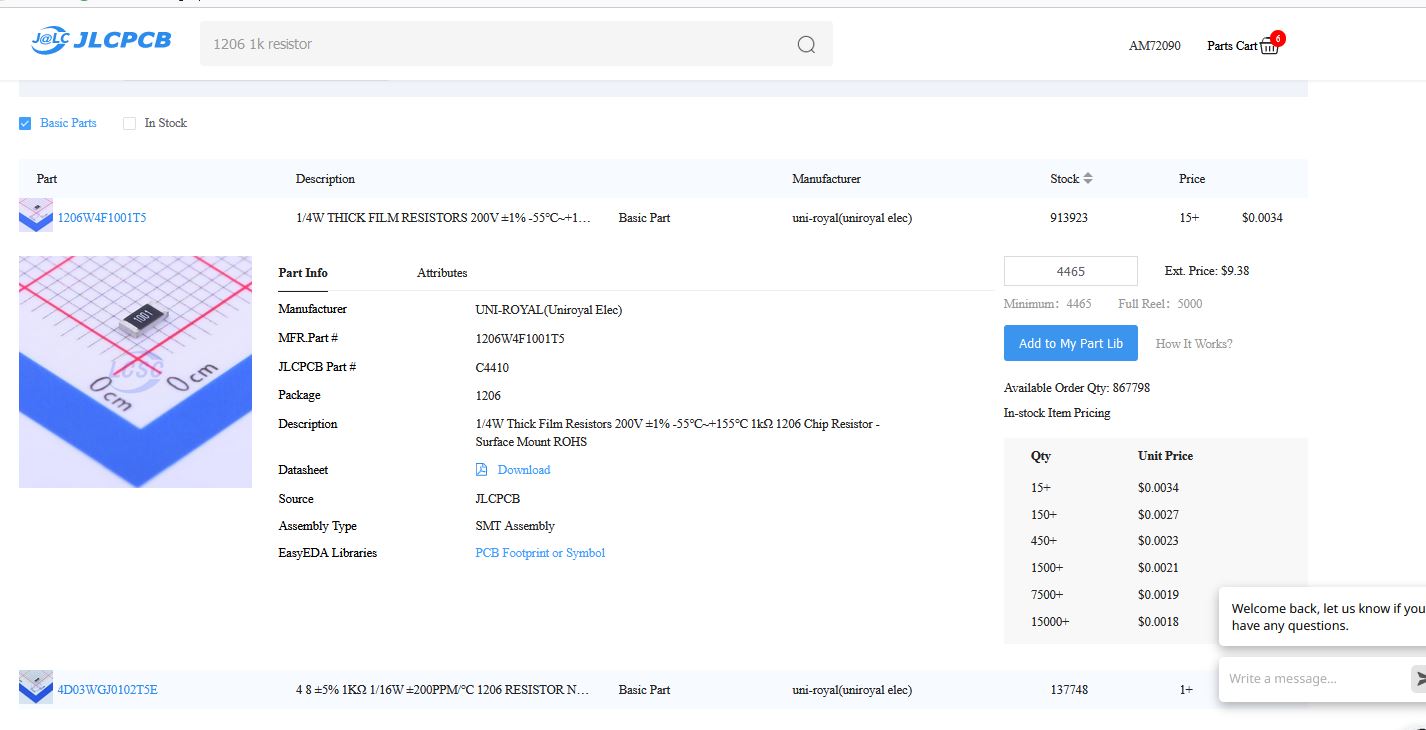 J@LC JLCPCB
1206 1k resistor
AM72090
Parts Cart 6
Basic Parts
In Stock
Part Description Manufacturer Stock Price
1206W4F1001T5 1/4W THICK FILM RESISTORS 200V ±1% -55℃~+1… Basic Part uni-royal(uniroyal elec) 913923 15+ $0.0034
1001
LCSC
0 cm
0 cm
Part Info Attributes
Manufacturer UNI-ROYAL(Uniroyal Elec)
MFR.Part # 1206W4F1001T5
JLCPCB Part # C4410
Package 1206
Description 1/4W Thick Film Resistors 200V ±1% -55℃~+155℃ 1kΩ 1206 Chip Resistor -
Surface Mount ROHS
Datasheet Download
Source JLCPCB
Assembly Type SMT Assembly
EasyEDA Libraries PCB Footprint or Symbol
4465 Ext. Price: $9.38
Minimum: 4465 Full Reel: 5000
Add to My Part Lib How It Works?
Available Order Qty: 867798
In-stock Item Pricing
Qty Unit Price
15+ $0.0034
150+ $0.0027
450+ $0.0023
1500+ $0.0021
7500+ $0.0019
15000+ $0.0018
Welcome back, let us know if you
have any questions.
Write a message...
4D03WGJ0102T5E 4 8 ±5% 1KΩ 1/16W ±200PPM/℃ 1206 RESISTOR N… Basic Part uni-royal(uniroyal elec) 137748 1+